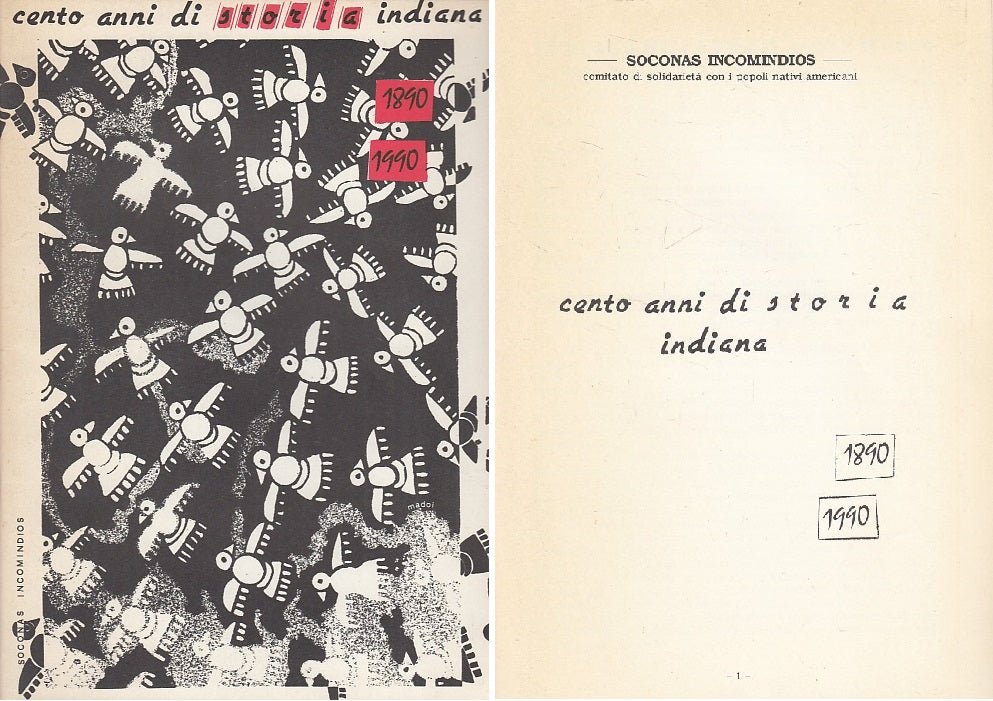 cento anni di storia indiana
1890
1990
madoi
SOCONAS INCOMINDIOS
SOCONAS INCOMINDIOS
comitato di solidarietà con i popoli nativi americani
cento anni di storia
indiana
1890
1990
- 1 -